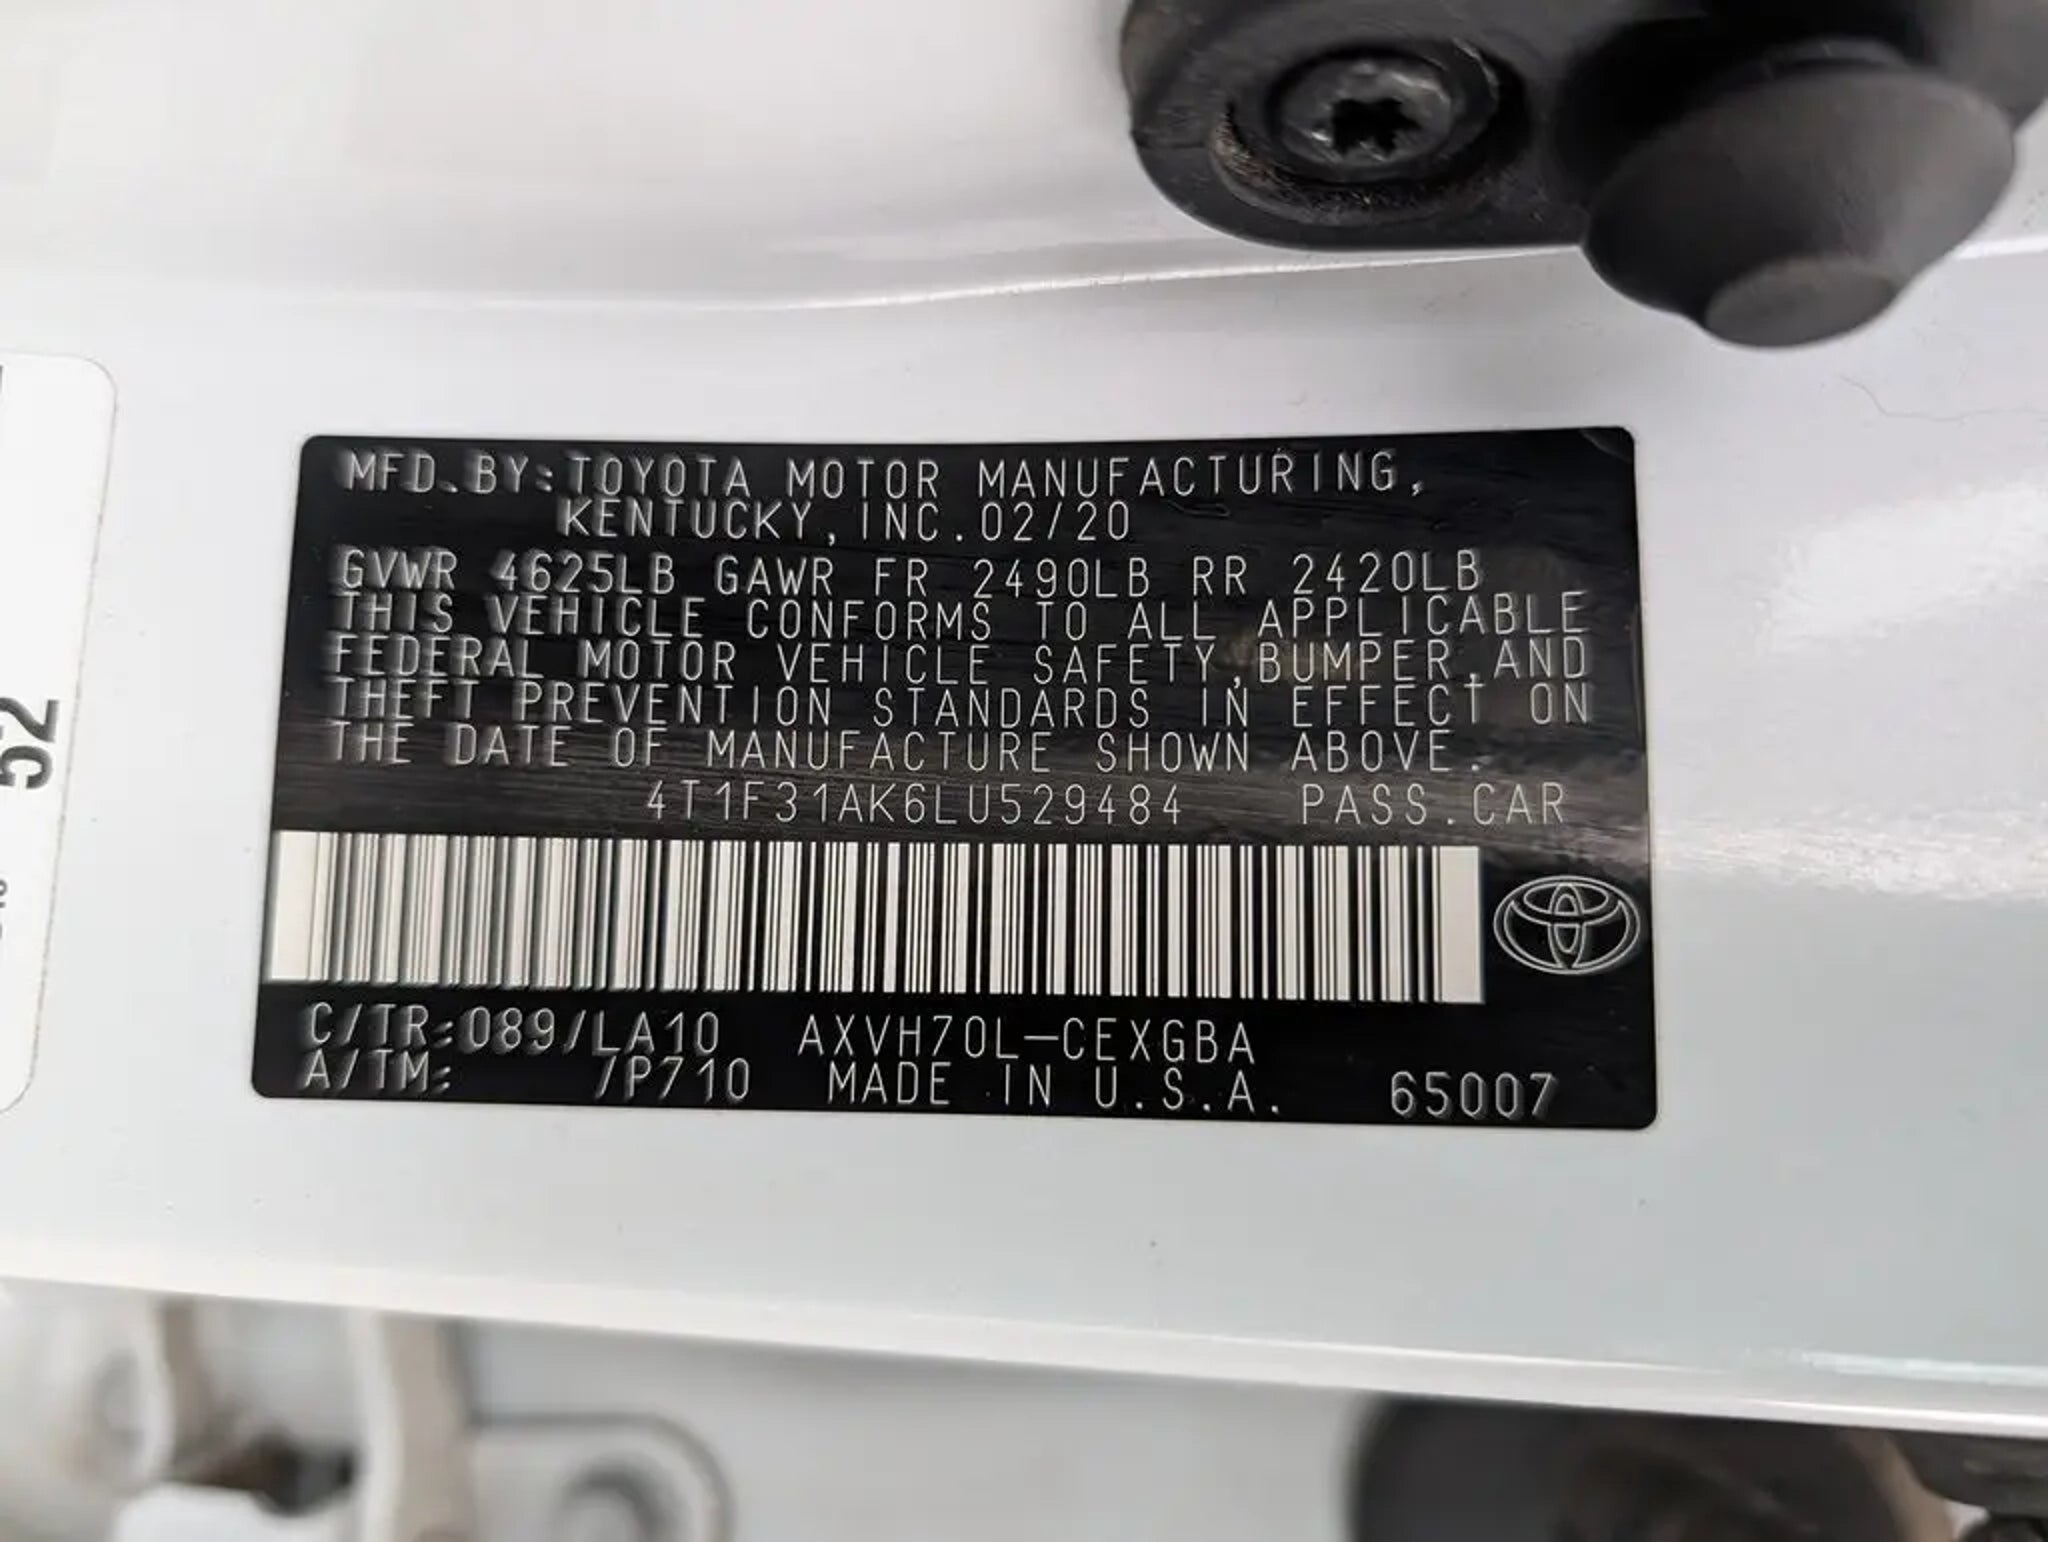 MFD.BY:TOYOTA MOTOR MANUFACTURING,
KENTUCKY, INC.02/20
GVWR 4625LB GAWR FR 2490LB RR 2420LB
THIS VEHICLE CONFORMS TO ALL APPLICABLE
FEDERAL MOTOR VEHICLE SAFETY,BUMPER,AND
THEFT PREVENTION STANDARDS IN EFFECT ON
THE DATE OF MANUFACTURE SHOWN ABOVE.
4T1F31AK6LU529484 PASS.CAR
C/TR:089/LA10 AXVH70L-CEXGBA
A/TM: /P710 MADE IN U.S.A. 65007
52